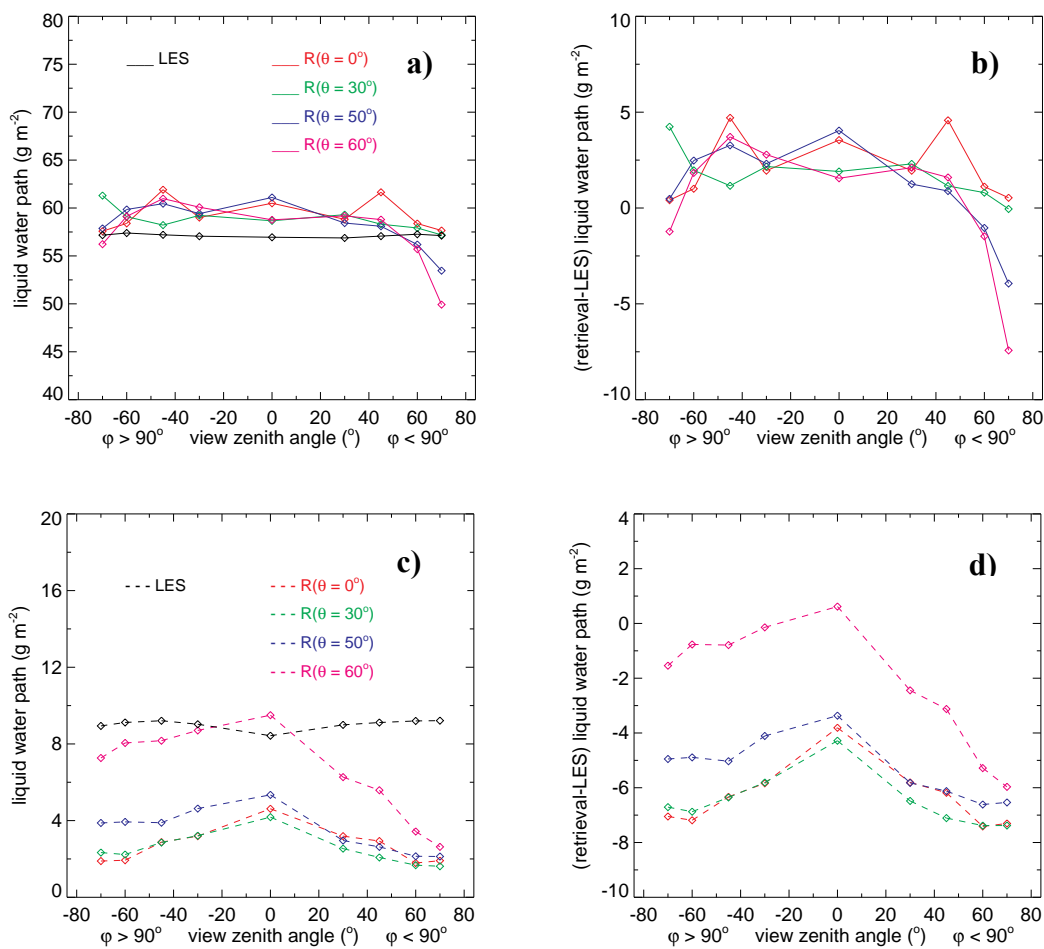 a)
LES
R(θ = 0°)
R(θ = 30°)
R(θ = 50°)
R(θ = 60°)
liquid water path (g m-2)
80
75
70
65
60
55
50
45
40
-80 -60 -40 -20 0 20 40 60 80
φ > 90° view zenith angle (°) φ < 90°
b)
(retrieval-LES) liquid water path (g m-2)
10
5
0
-5
-10
-80 -60 -40 -20 0 20 40 60 80
φ > 90° view zenith angle (°) φ < 90°
c)
LES
R(θ = 0°)
R(θ = 30°)
R(θ = 50°)
R(θ = 60°)
liquid water path (g m-2)
20
16
12
8
4
0
-80 -60 -40 -20 0 20 40 60 80
φ > 90° view zenith angle (°) φ < 90°
d)
(retrieval-LES) liquid water path (g m-2)
4
2
0
-2
-4
-6
-8
-10
-80 -60 -40 -20 0 20 40 60 80
φ > 90° view zenith angle (°) φ < 90°